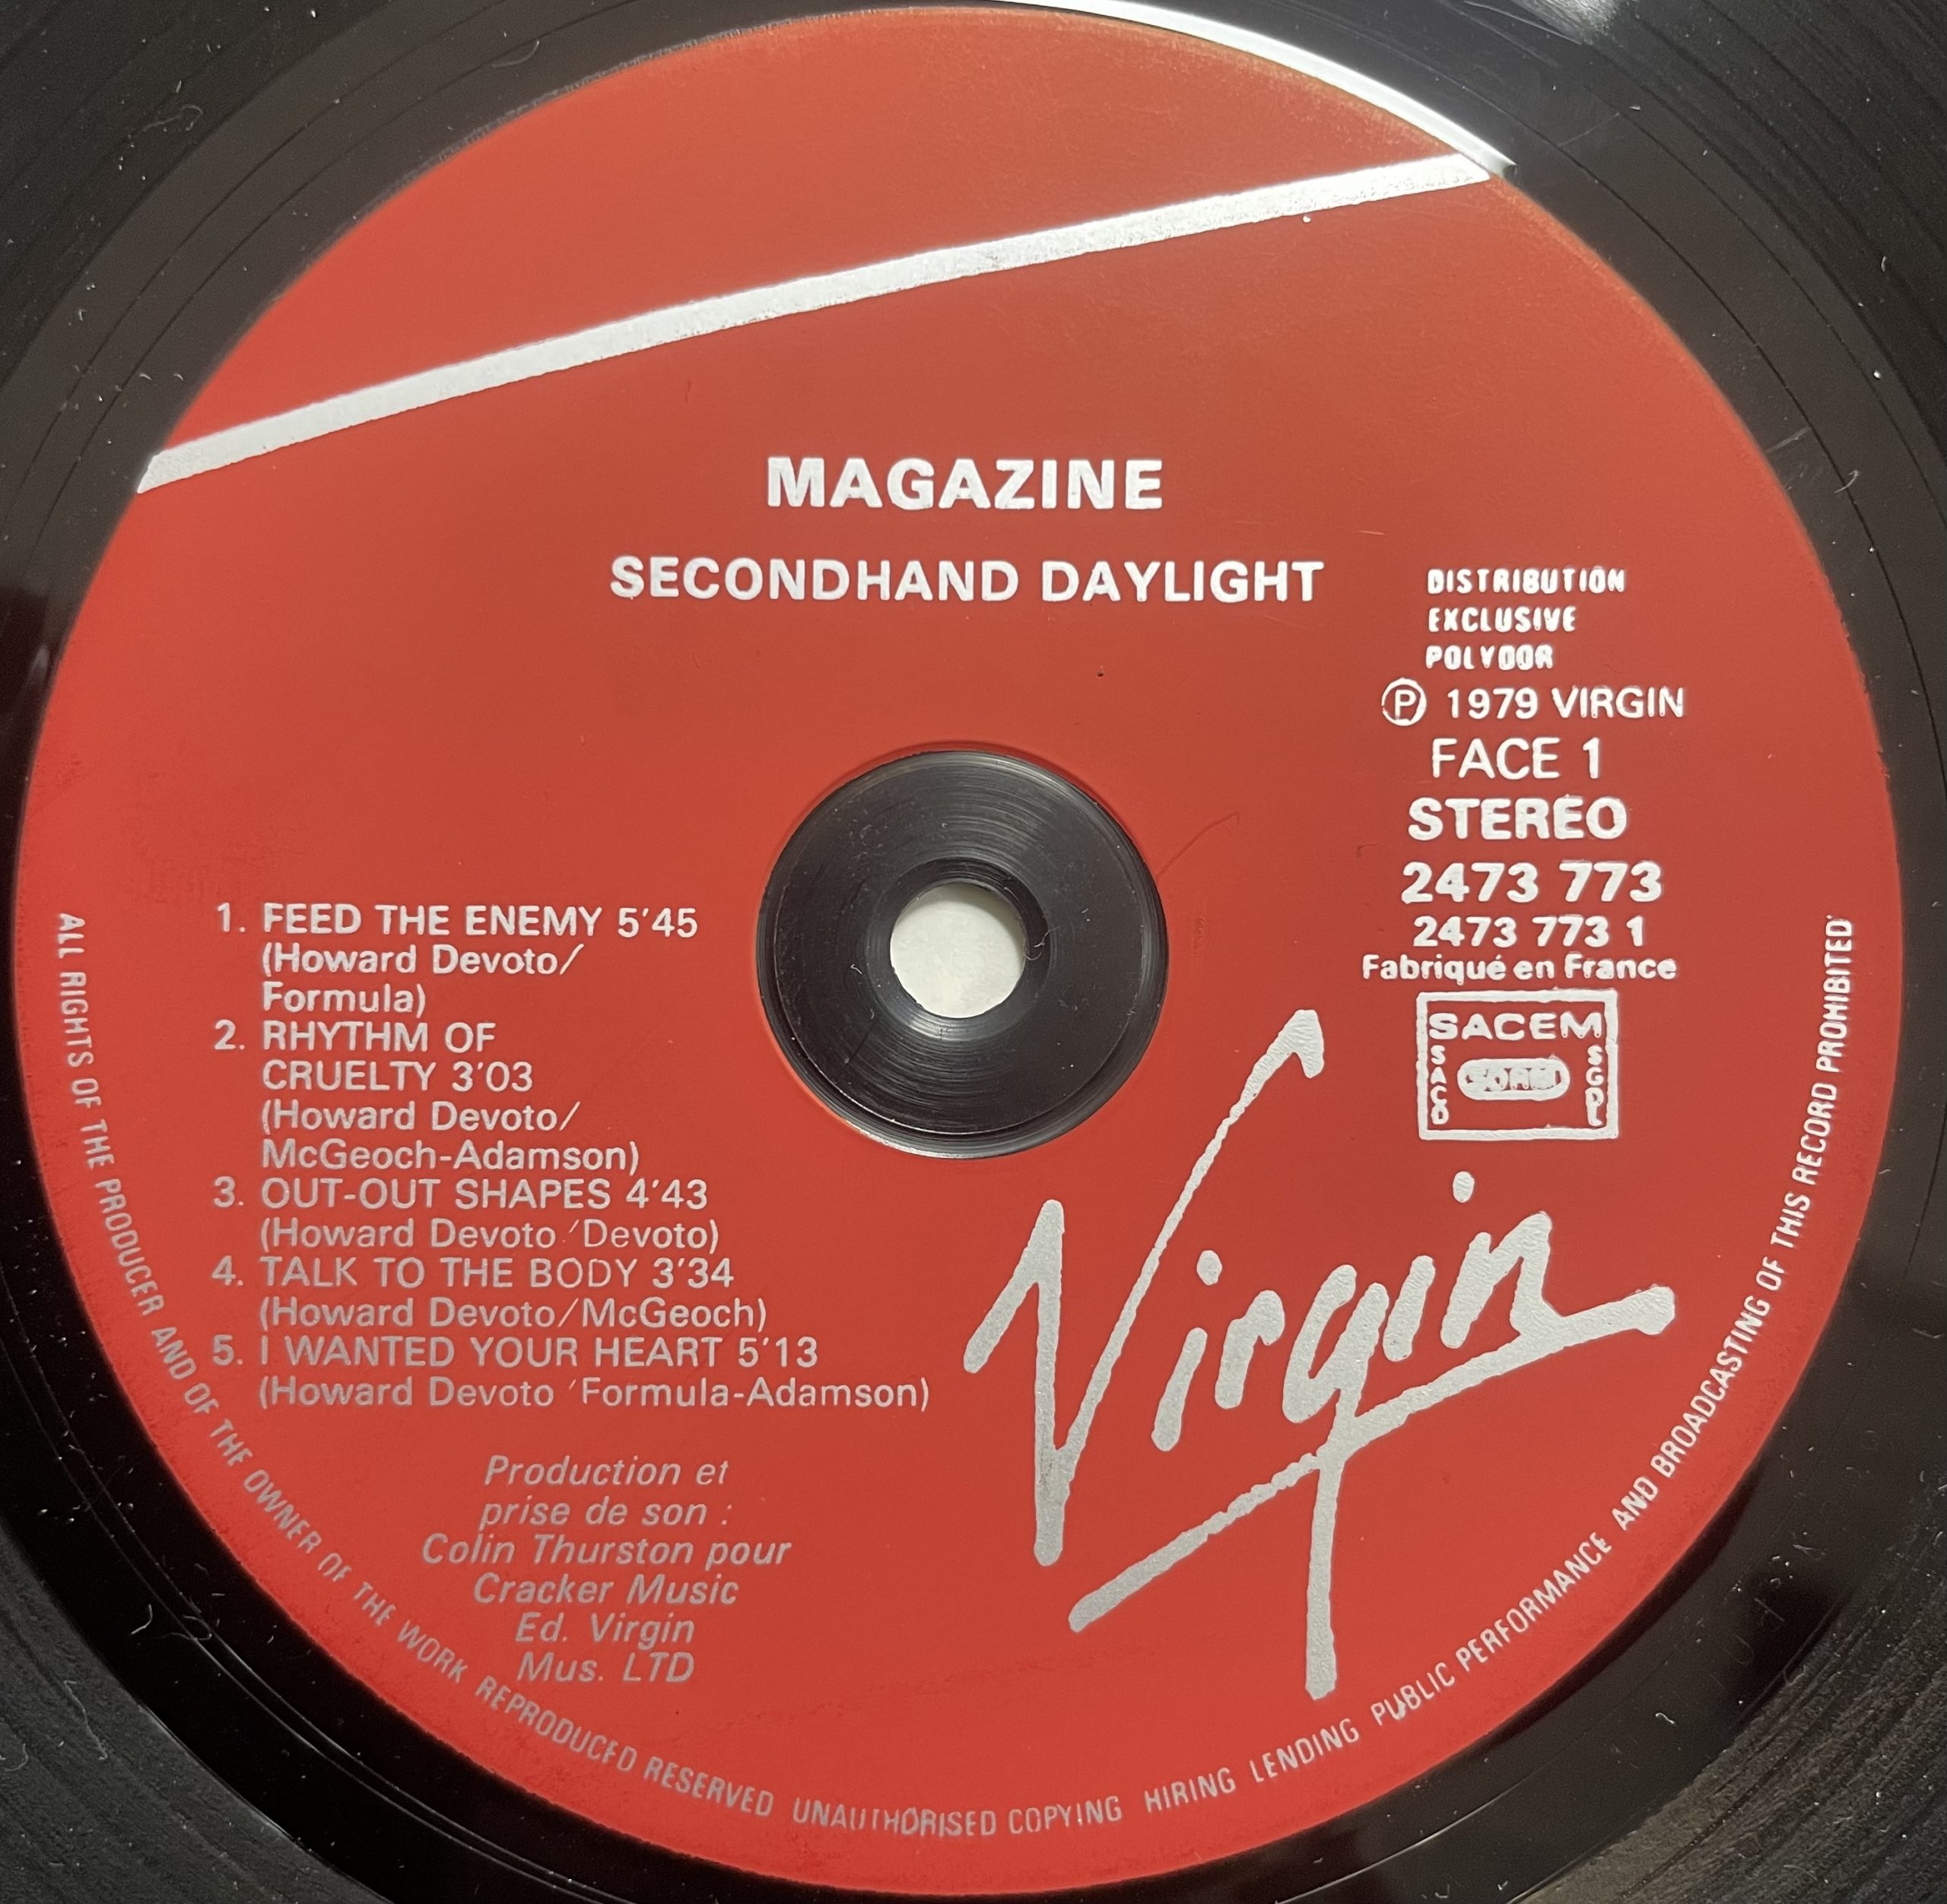 MAGAZINE
SECONDHAND DAYLIGHT
DISTRIBUTION
EXCLUSIVE
POLYDOR
Ⓟ 1979 VIRGIN
FACE 1
STEREO
2473 773
2473 773 1
Fabriqué en France
SACEM
SACD
SDRM
SGDL
1. FEED THE ENEMY 5'45
(Howard Devoto/
Formula)
2. RHYTHM OF
CRUELTY 3'03
(Howard Devoto/
McGeoch-Adamson)
3. OUT-OUT SHAPES 4'43
(Howard Devoto/Devoto)
4. TALK TO THE BODY 3'34
(Howard Devoto/McGeoch)
5. I WANTED YOUR HEART 5'13
(Howard Devoto/Formula-Adamson)
Production et
prise de son :
Colin Thurston pour
Cracker Music
Ed. Virgin
Mus. LTD
Virgin
ALL RIGHTS OF THE PRODUCER AND OF THE OWNER OF THE WORK REPRODUCED RESERVED UNAUTHORISED COPYING HIRING LENDING PUBLIC PERFORMANCE AND BROADCASTING OF THIS RECORD PROHIBITED